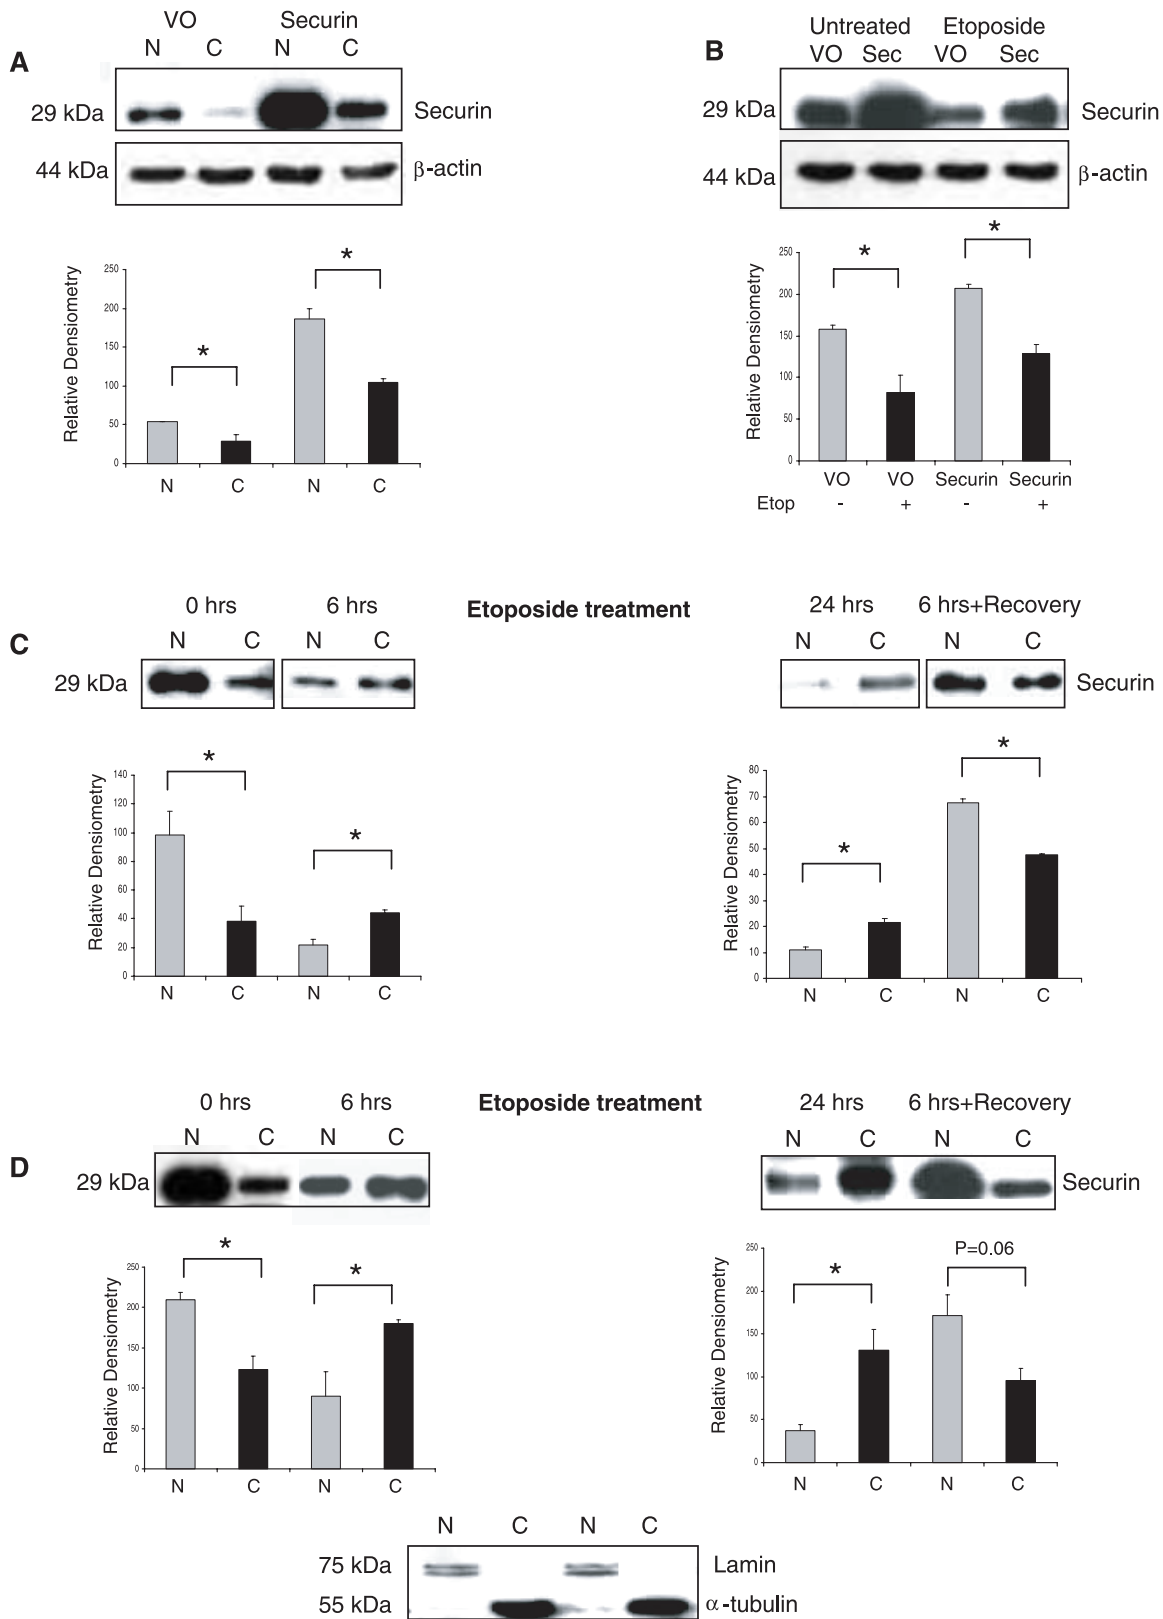 A
VO Securin
N C N C
29 kDa Securin
44 kDa β-actin
Relative Densiometry
250
200
150
100
50
0
*
*
N C N C
B
Untreated Etoposide
VO Sec VO Sec
29 kDa Securin
44 kDa β-actin
Relative Densiometry
250
200
150
100
50
0
*
*
VO VO Securin Securin
Etop - + - +
C
Etoposide treatment
0 hrs 6 hrs
N C N C
29 kDa
Relative Densiometry
140
120
100
80
60
40
20
0
*
*
N C N C
24 hrs 6 hrs+Recovery
N C N C
Securin
Relative Densiometry
80
70
60
50
40
30
20
10
0
*
*
N C N C
D
Etoposide treatment
0 hrs 6 hrs
N C N C
29 kDa
Relative Densiometry
250
200
150
100
50
0
*
*
N C N C
24 hrs 6 hrs+Recovery
N C N C
Securin
Relative Densiometry
250
200
150
100
50
0
*
P=0.06
N C N C
N C N C
75 kDa Lamin
55 kDa α-tubulin